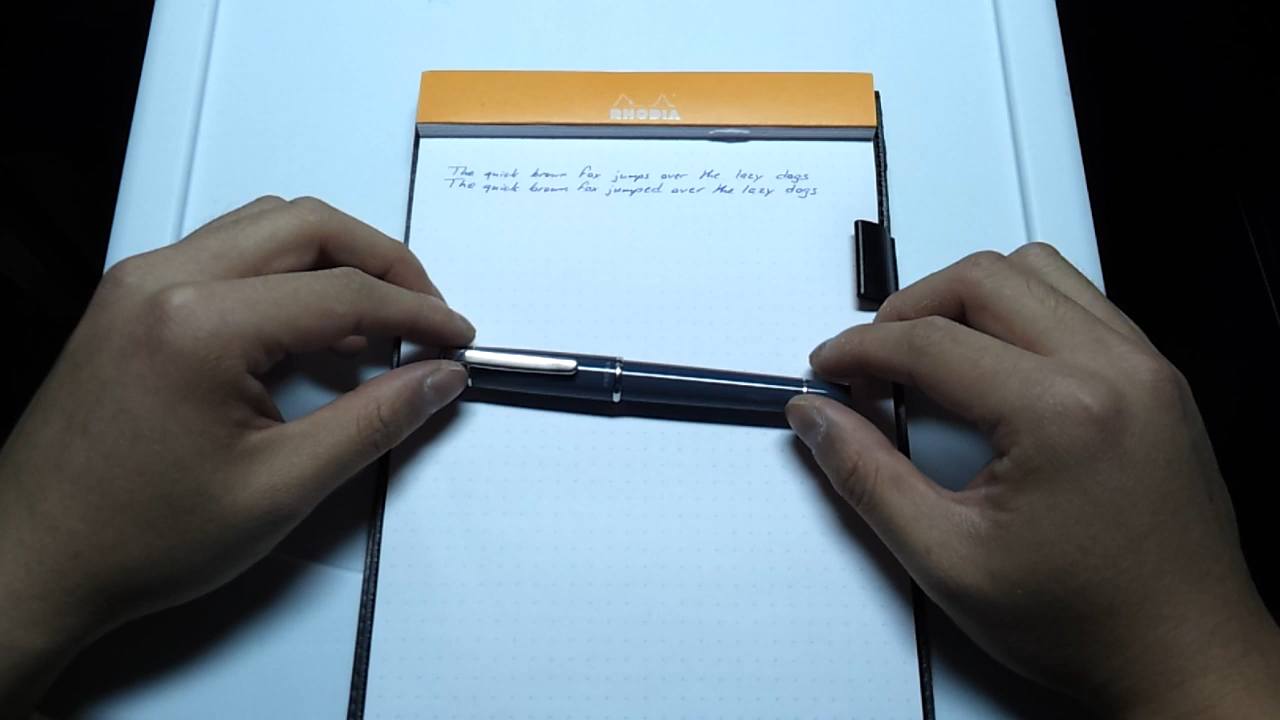 RHODIA
The quick brown fox jumps over the lazy dogs
The quick brown fox jumped over the lazy dogs